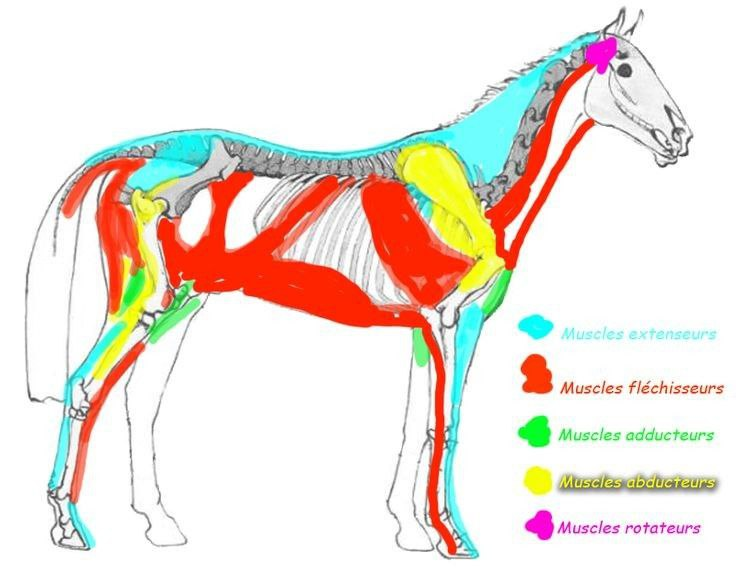 Muscles extenseurs
Muscles fléchisseurs
Muscles adducteurs
Muscles abducteurs
Muscles rotateurs